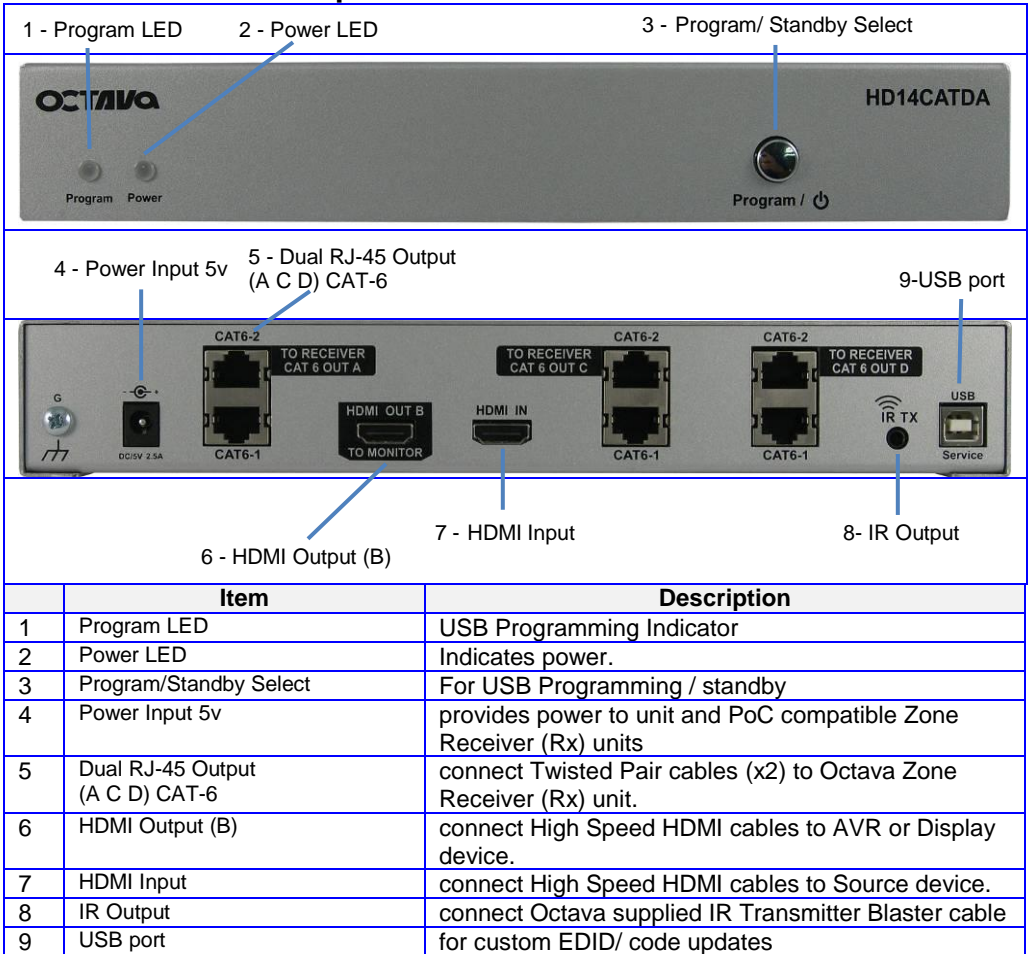 1 - Program LED
2 - Power LED
3 - Program/ Standby Select
OCTAVA
HD14CATDA
Program
Power
Program /
4 - Power Input 5v
5 - Dual RJ-45 Output
(A C D) CAT-6
9-USB port
CAT6-2
TO RECEIVER
CAT 6 OUT A
CAT6-2
TO RECEIVER
CAT 6 OUT C
CAT6-2
TO RECEIVER
CAT 6 OUT D
G
- +
DC/5V 2.5A
CAT6-1
HDMI OUT B
TO MONITOR
HDMI IN
CAT6-1
CAT6-1
IR TX
USB
Service
6 - HDMI Output (B)
7 - HDMI Input
8- IR Output
Item Description
1 Program LED USB Programming Indicator
2 Power LED Indicates power.
3 Program/Standby Select For USB Programming / standby
4 Power Input 5v provides power to unit and PoC compatible Zone
Receiver (Rx) units
5 Dual RJ-45 Output connect Twisted Pair cables (x2) to Octava Zone
(A C D) CAT-6 Receiver (Rx) unit.
6 HDMI Output (B) connect High Speed HDMI cables to AVR or Display
device.
7 HDMI Input connect High Speed HDMI cables to Source device.
8 IR Output connect Octava supplied IR Transmitter Blaster cable
9 USB port for custom EDID/ code updates